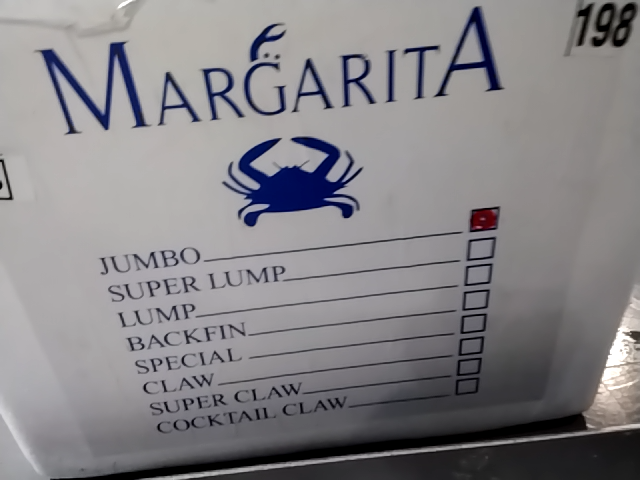 198
MARGARITA
JUMBO
SUPER LUMP
LUMP
BACKFIN
SPECIAL
CLAW
SUPER CLAW
COCKTAIL CLAW